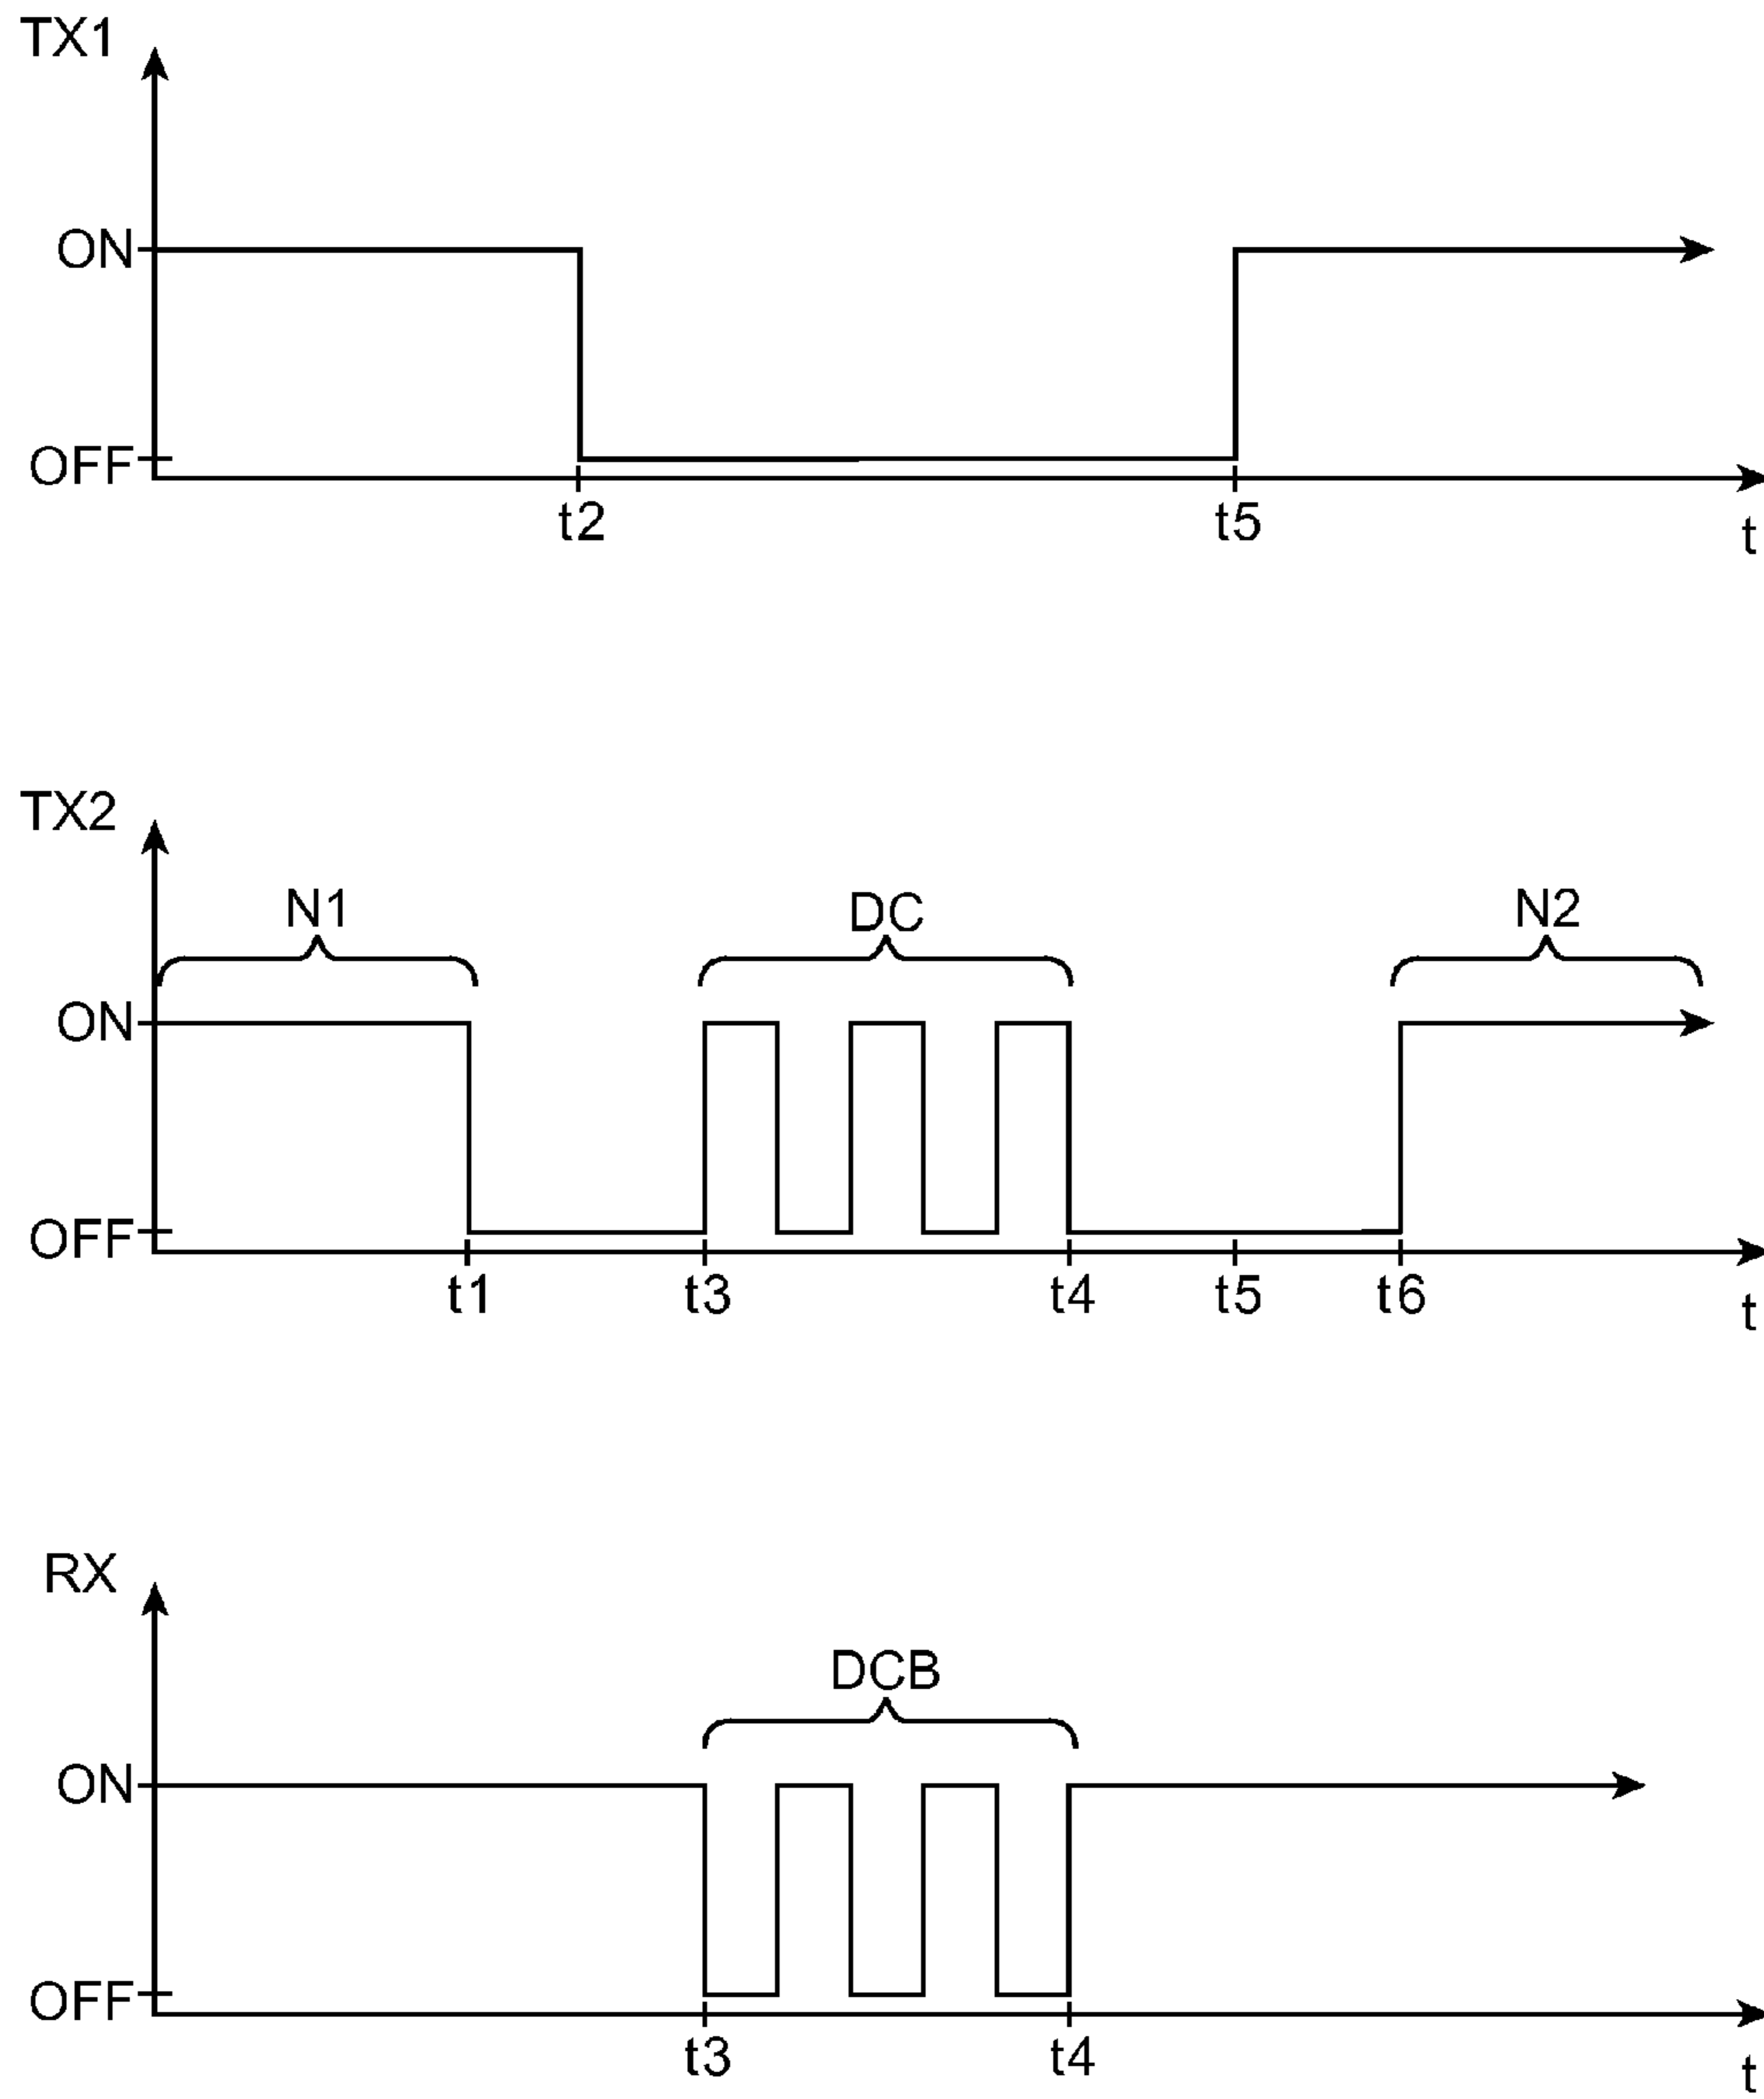 TX1
ON
OFF
t2 t5
t
TX2
N1 DC N2
ON
OFF
t1 t3 t4 t5 t6
t
RX
DCB
ON
OFF
t3 t4
t